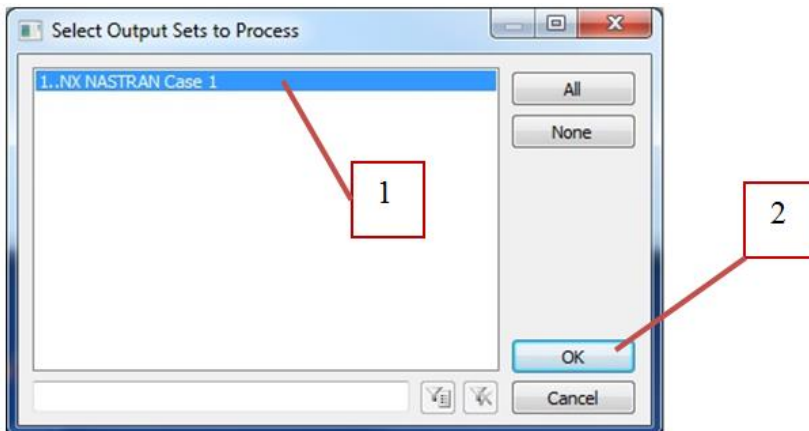 Select Output Sets to Process
1..NX NASTRAN Case 1
All
None
1
2
OK
Cancel